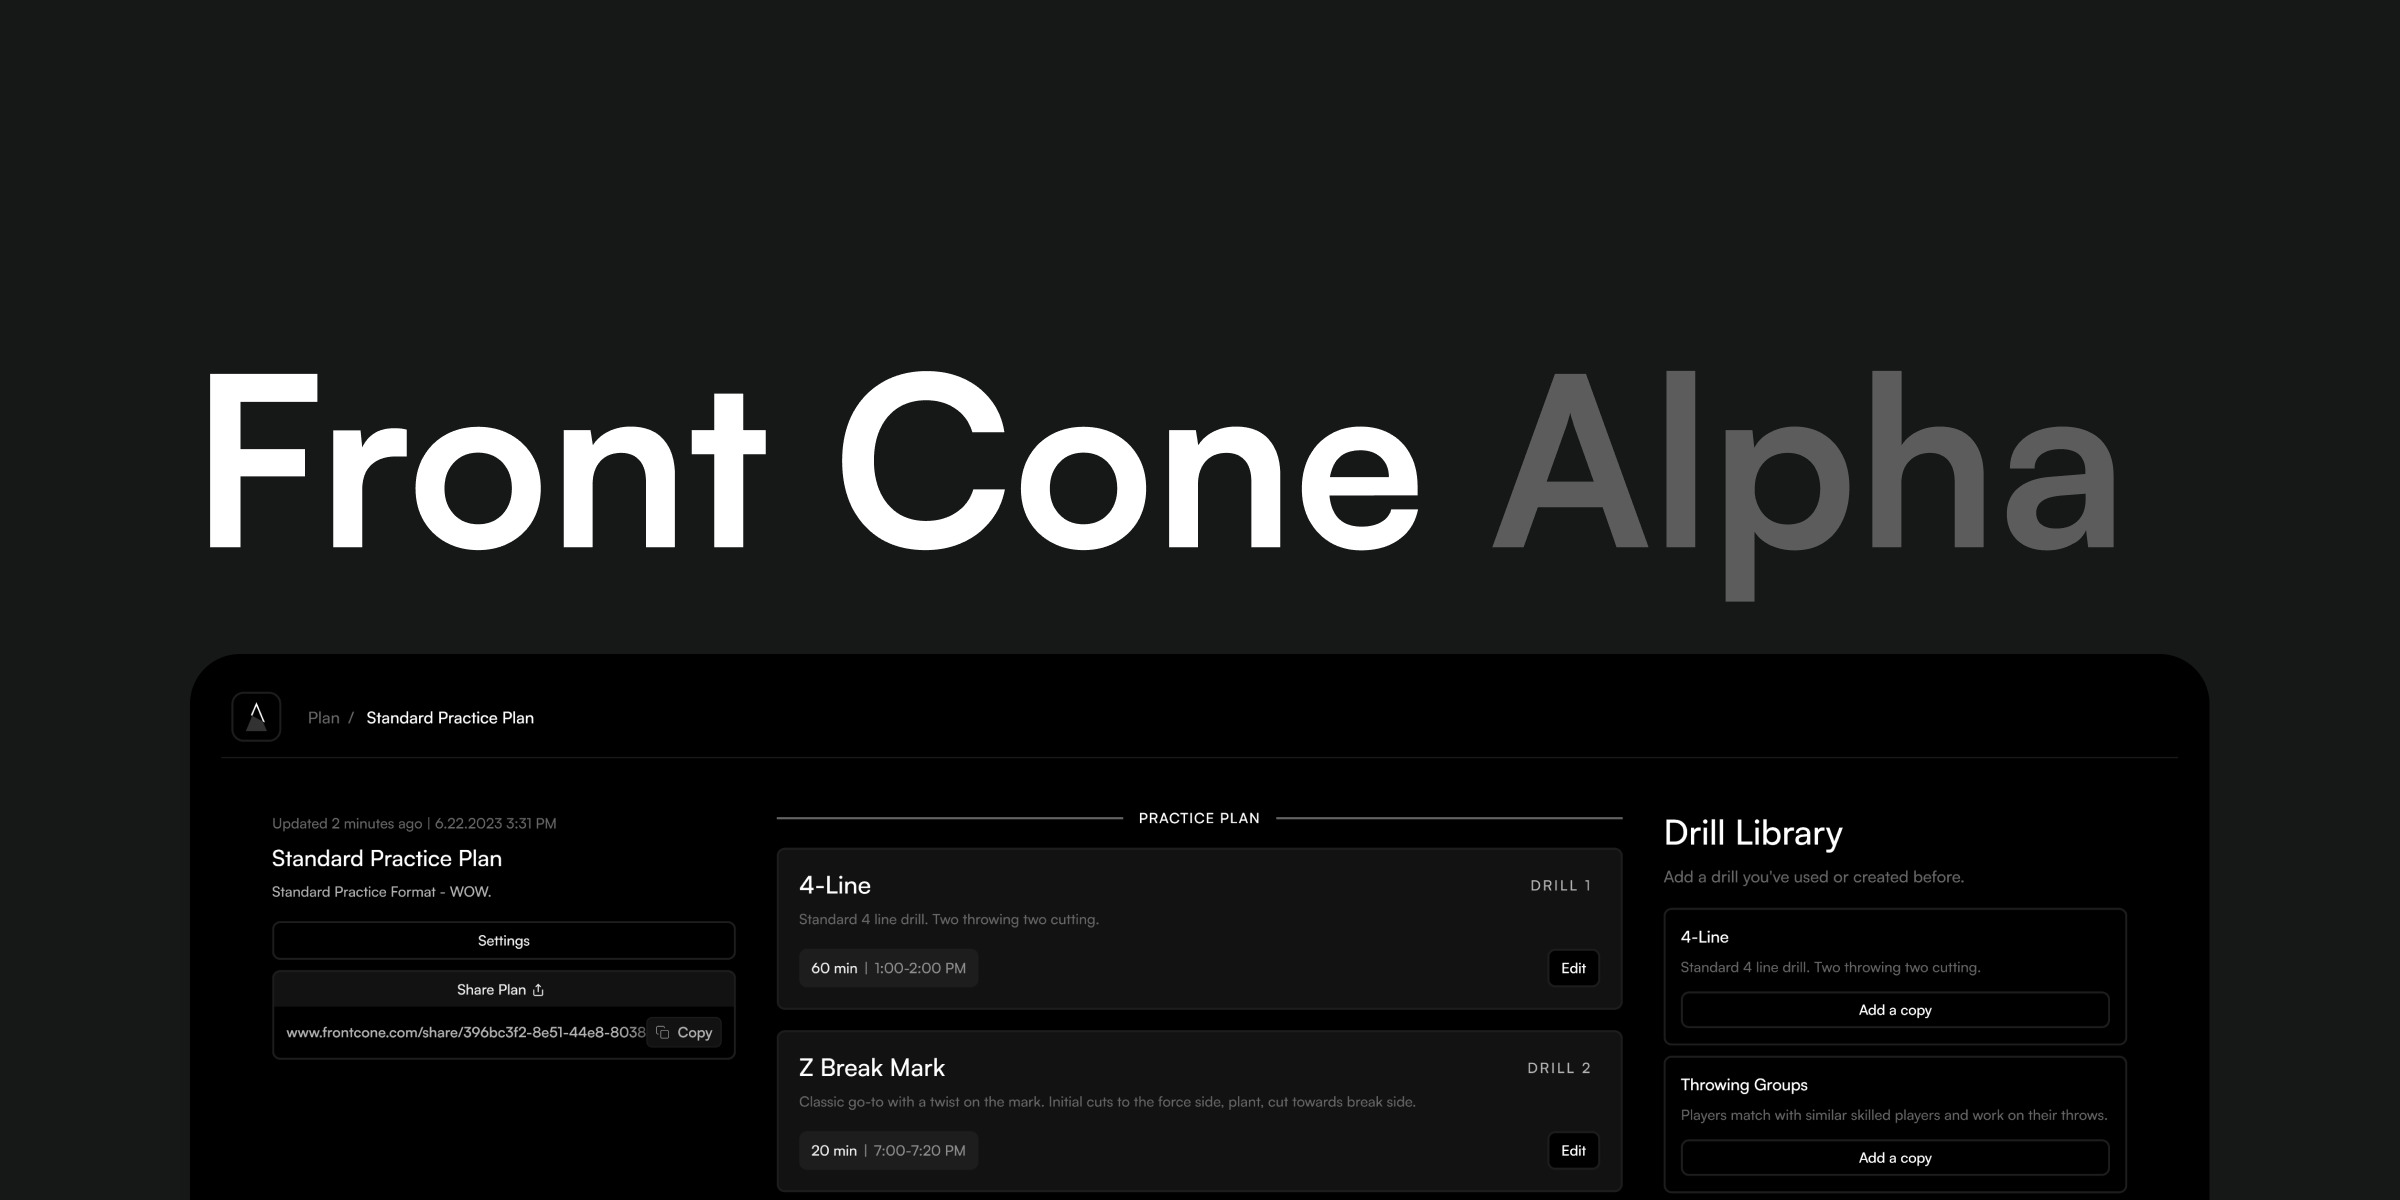 Front Cone Alpha
Plan / Standard Practice Plan
Updated 2 minutes ago | 6.22.2023 3:31 PM
Standard Practice Plan
Standard Practice Format - WOW.
Settings
Share Plan
www.frontcone.com/share/396bc3f2-8e51-44e8-8038
Copy
PRACTICE PLAN
4-Line
DRILL 1
Standard 4 line drill. Two throwing two cutting.
60 min | 1:00-2:00 PM
Edit
Z Break Mark
DRILL 2
Classic go-to with a twist on the mark. Initial cuts to the force side, plant, cut towards break side.
20 min | 7:00-7:20 PM
Edit
Drill Library
Add a drill you've used or created before.
4-Line
Standard 4 line drill. Two throwing two cutting.
Add a copy
Throwing Groups
Players match with similar skilled players and work on their throws.
Add a copy